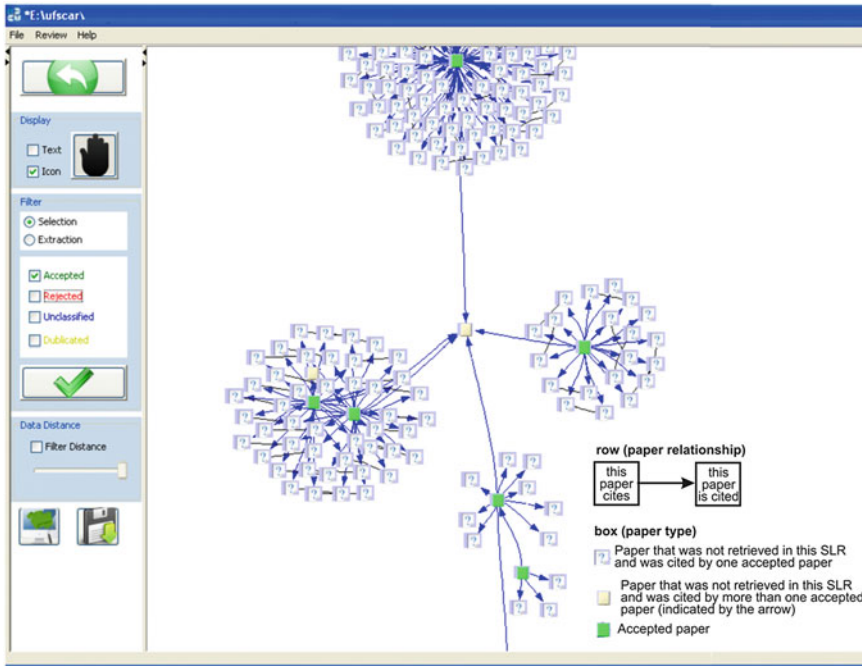 *E:\ufscar\
File Review Help
Display
Text
Icon
Filter
Selection
Extraction
Accepted
Rejected
Unclassified
Dublicated
Data Distance
Filter Distance
row (paper relationship)
this
paper
cites
this
paper
is cited
box (paper type)
Paper that was not retrieved in this SLR
and was cited by one accepted paper
Paper that was not retrieved in this SLR
and was cited by more than one accepted
paper (indicated by the arrow)
Accepted paper